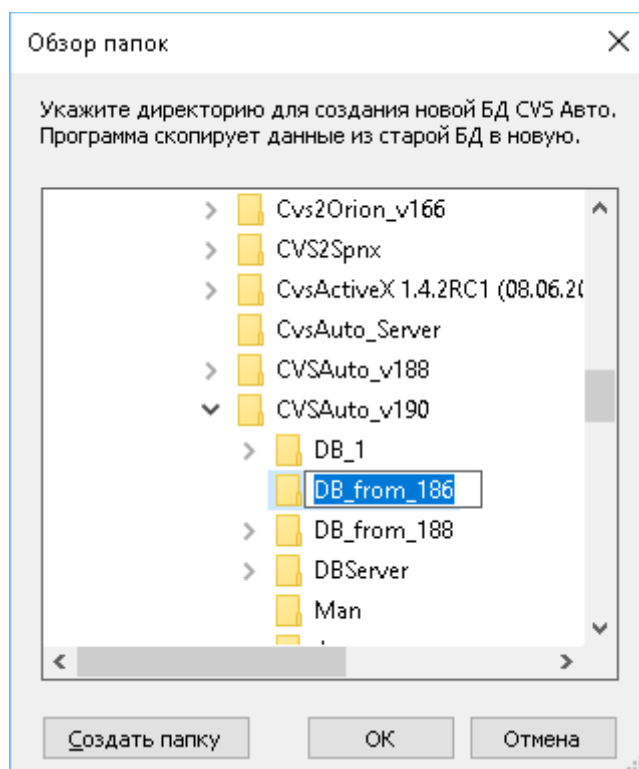 Обзор папок
Укажите директорию для создания новой БД CVS Авто.
Программа скопирует данные из старой БД в новую.
Cvs2Orion_v166
CVS2Spnx
CvsActiveX 1.4.2RC1 (08.06.20
CvsAuto_Server
CVSAuto_v188
CVSAuto_v190
DB_1
DB_from_186
DB_from_188
DBServer
Man
Создать папку
ОК
Отмена